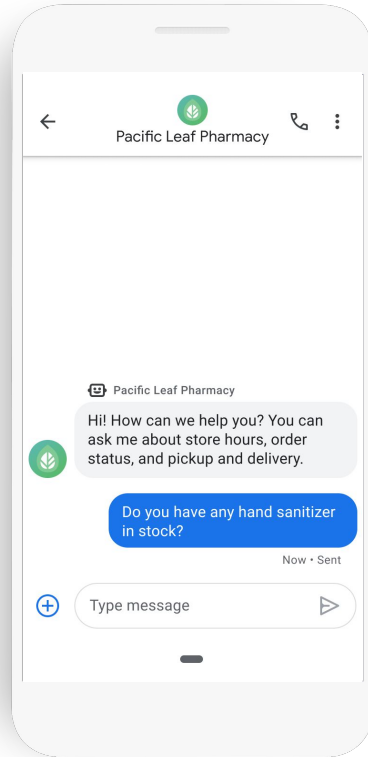 Pacific Leaf Pharmacy
Pacific Leaf Pharmacy
Hi! How can we help you? You can
ask me about store hours, order
status, and pickup and delivery.
Do you have any hand sanitizer
in stock?
Now • Sent
Type message